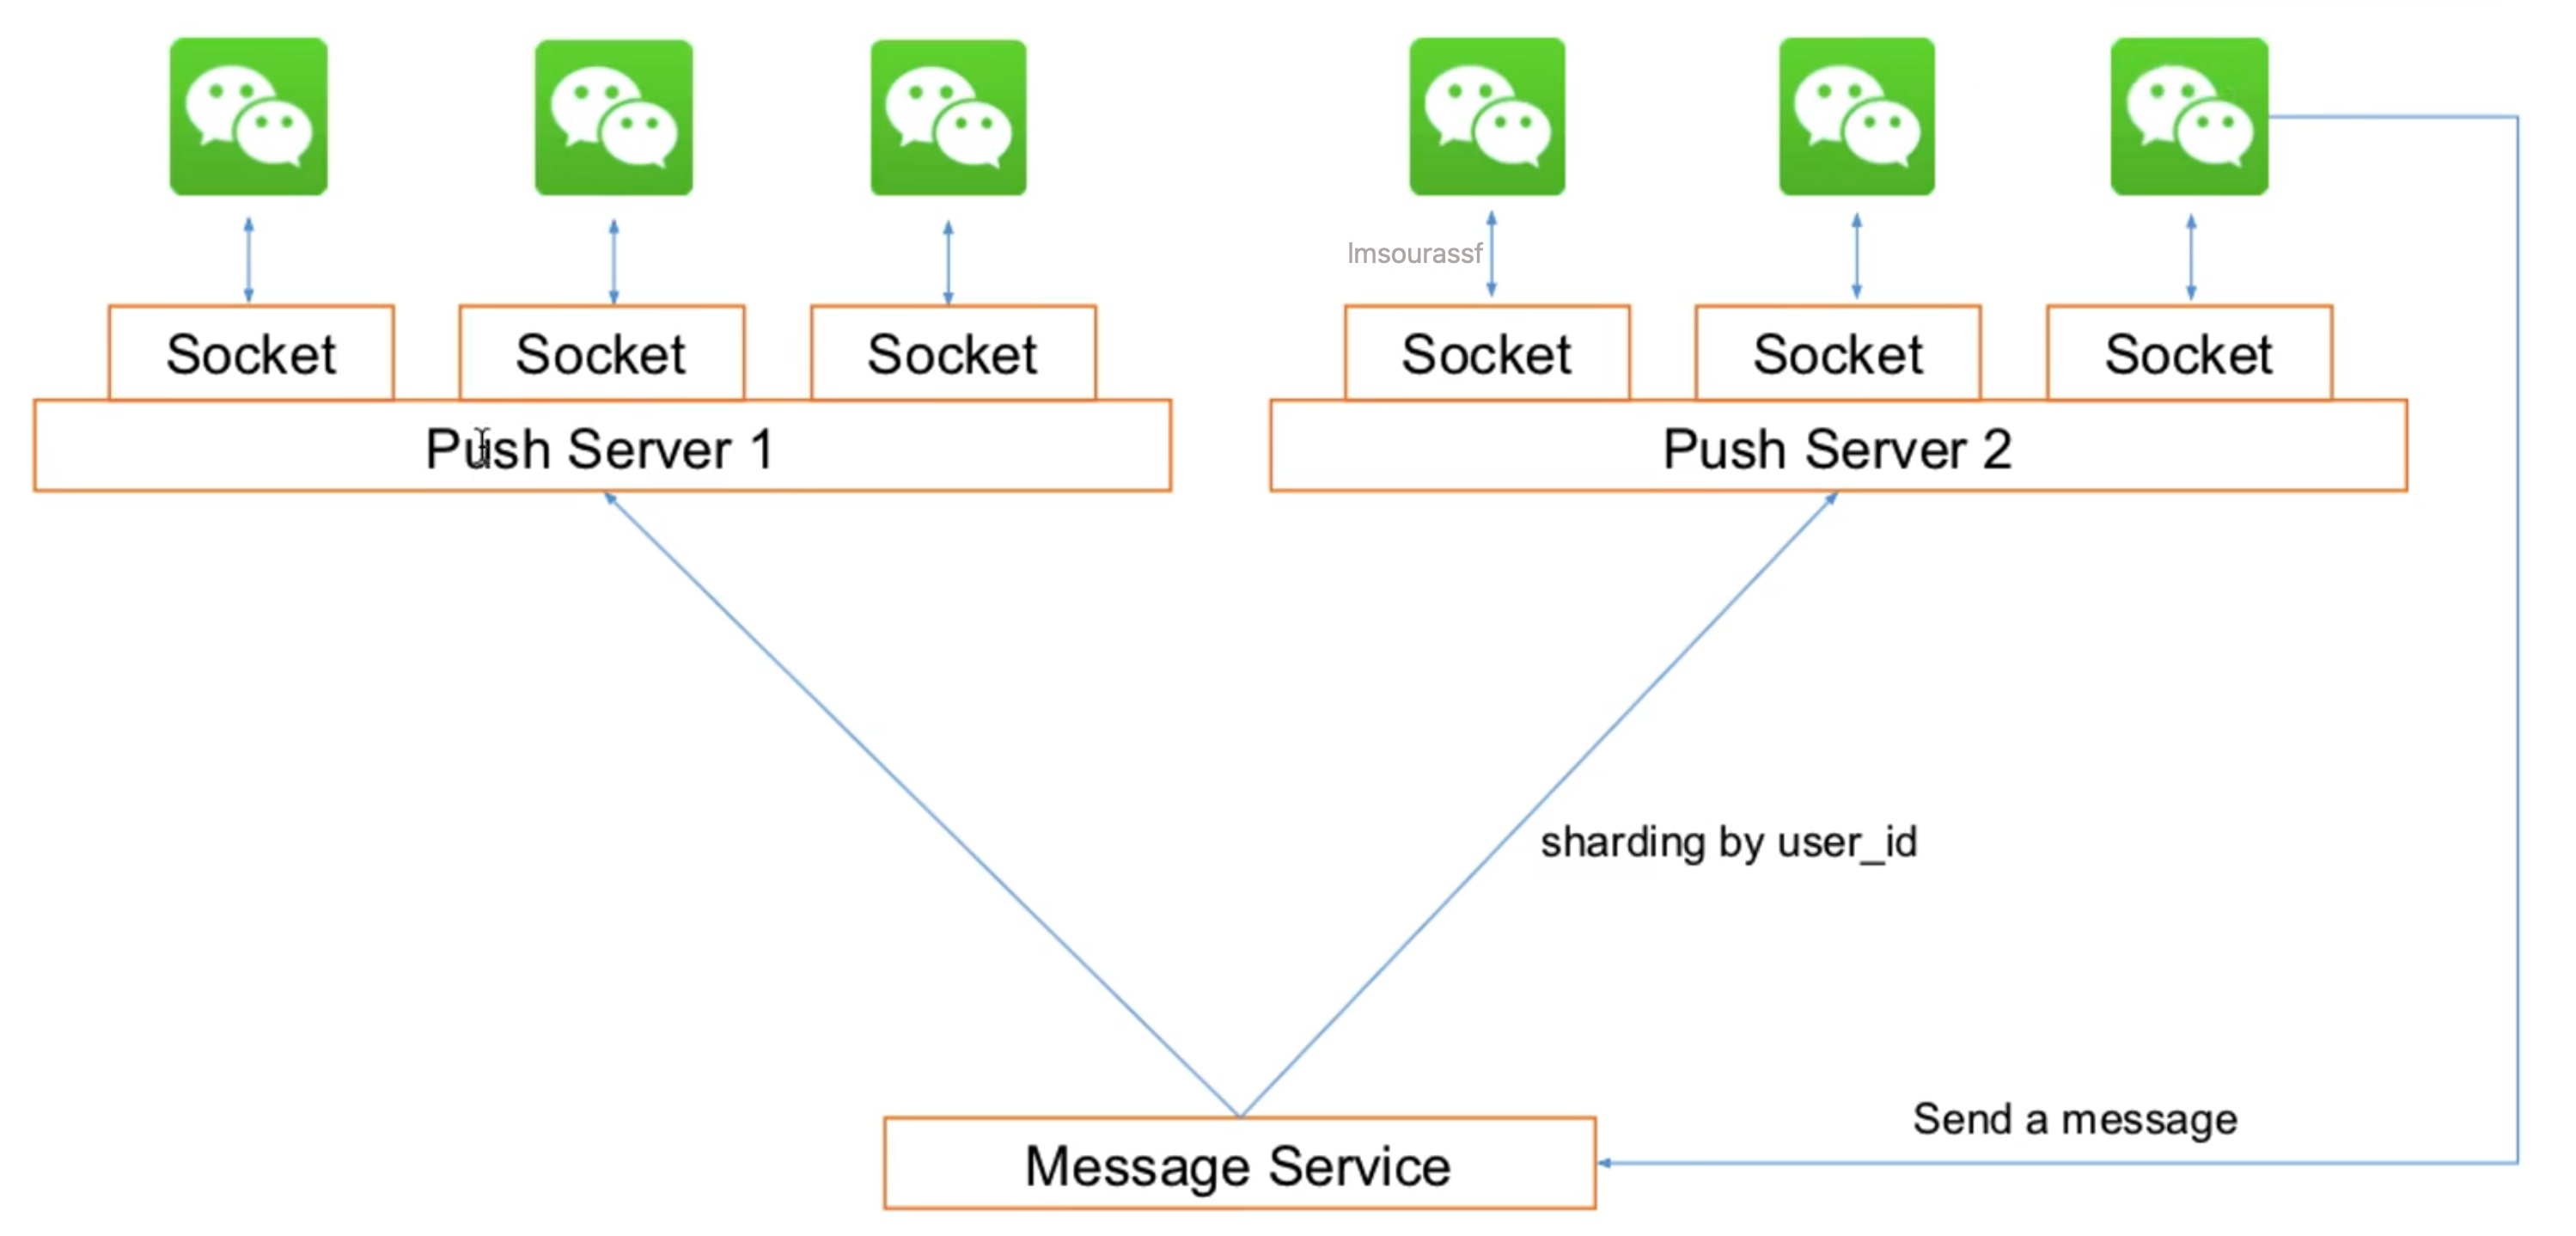 lmsourassf
Socket
Socket
Socket
Socket
Socket
Socket
Push Server 1
Push Server 2
sharding by user_id
Send a message
Message Service